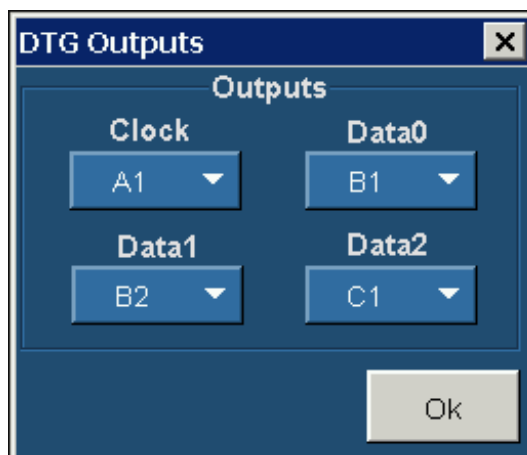 DTG Outputs
Outputs
Clock Data0
A1 B1
Data1 Data2
B2 C1
Ok